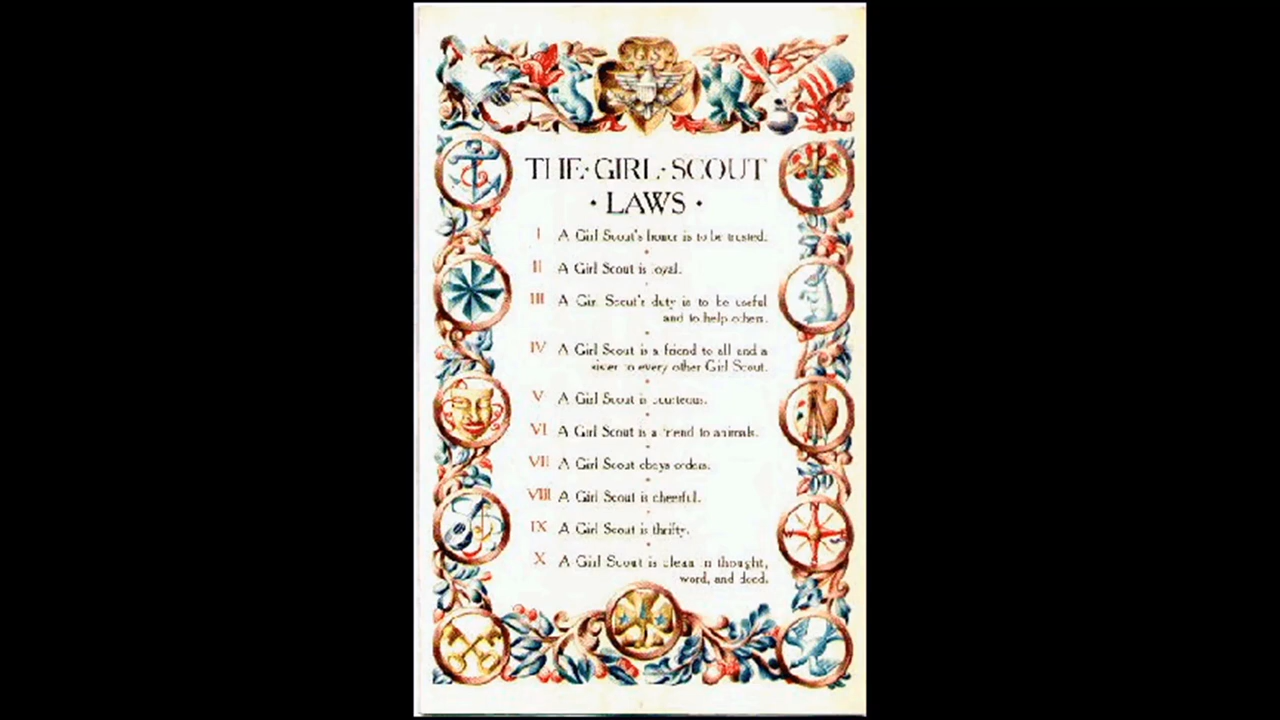 GS
THE·GIRL·SCOUT
·LAWS·
I A Girl Scout's honor is to be trusted.
II A Girl Scout is loyal.
III A Girl Scout's duty is to be useful
and to help others.
IV A Girl Scout is a friend to all and a
sister to every other Girl Scout.
V A Girl Scout is courteous.
VI A Girl Scout is a friend to animals.
VII A Girl Scout obeys orders.
VIII A Girl Scout is cheerful.
IX A Girl Scout is thrifty.
X A Girl Scout is clean in thought,
word, and deed.